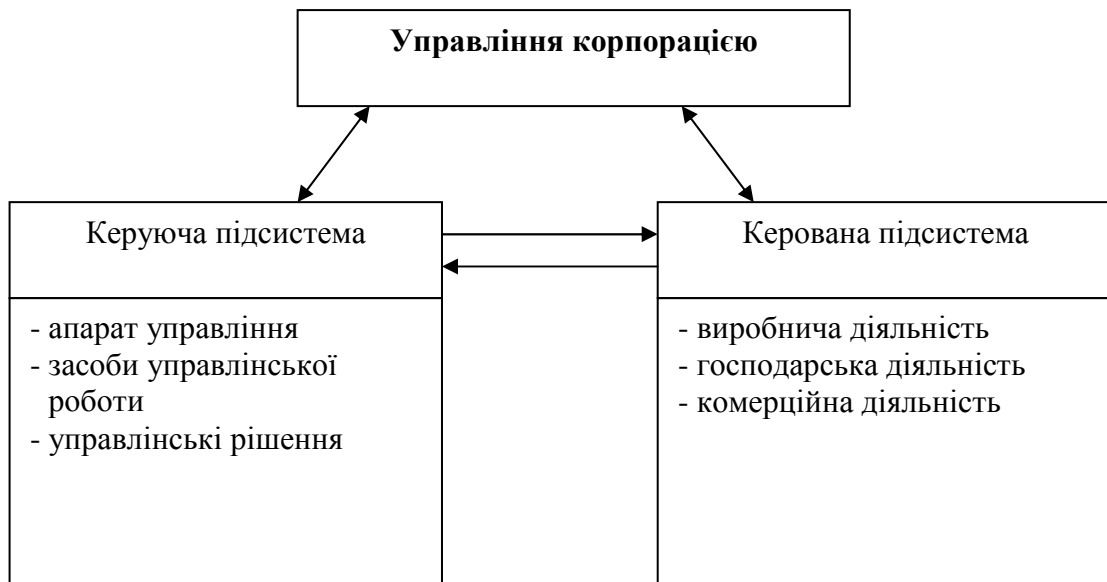 Управління корпорацією
Керуюча підсистема
- апарат управління
- засоби управлінської
роботи
- управлінські рішення
Керована підсистема
- виробнича діяльність
- господарська діяльність
- комерційна діяльність